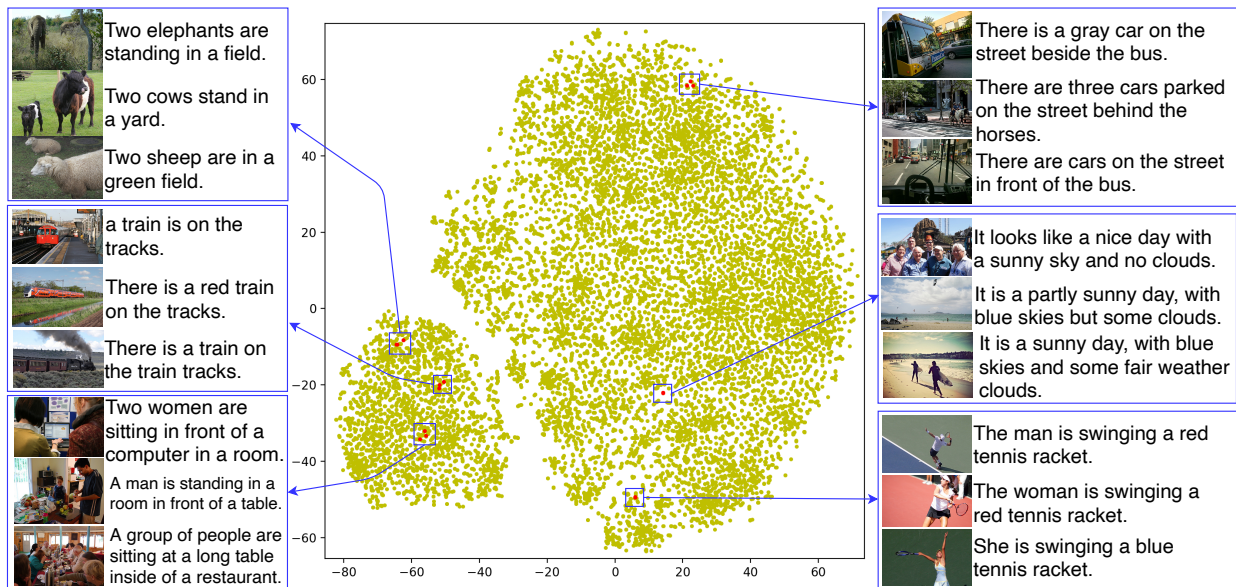 Two elephants are
standing in a field.
Two cows stand in
a yard.
Two sheep are in a
green field.
a train is on the
tracks.
There is a red train
on the tracks.
There is a train on
the train tracks.
Two women are
sitting in front of a
computer in a room.
A man is standing in a
room in front of a table.
A group of people are
sitting at a long table
inside of a restaurant.
60
40
20
0
−20
−40
−60
−80
−60
−40
−20
0
20
40
60
There is a gray car on the
street beside the bus.
There are three cars parked
on the street behind the
horses.
There are cars on the street
in front of the bus.
It looks like a nice day with
a sunny sky and no clouds.
It is a partly sunny day, with
blue skies but some clouds.
It is a sunny day, with blue
skies and some fair weather
clouds.
The man is swinging a red
tennis racket.
The woman is swinging a
red tennis racket.
She is swinging a blue
tennis racket.